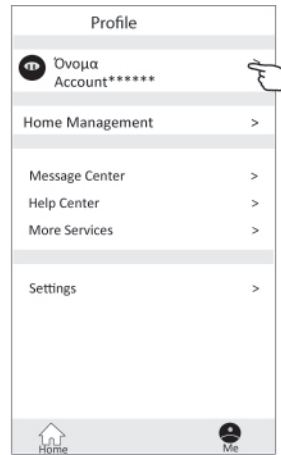 Profile
Όνομα
Account******
Home Management >
Message Center >
Help Center >
More Services >
Settings >
Home
Me